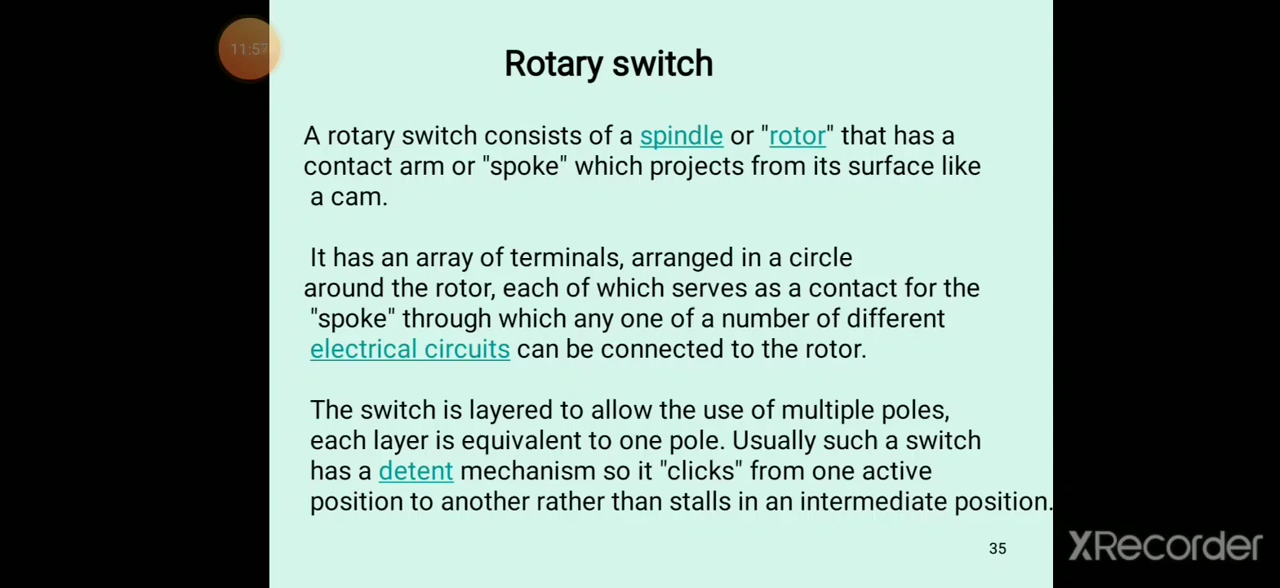 11:57
Rotary switch
A rotary switch consists of a spindle or "rotor" that has a
contact arm or "spoke" which projects from its surface like
a cam.
It has an array of terminals, arranged in a circle
around the rotor, each of which serves as a contact for the
"spoke" through which any one of a number of different
electrical circuits can be connected to the rotor.
The switch is layered to allow the use of multiple poles,
each layer is equivalent to one pole. Usually such a switch
has a detent mechanism so it "clicks" from one active
position to another rather than stalls in an intermediate position.
35
XRecorder